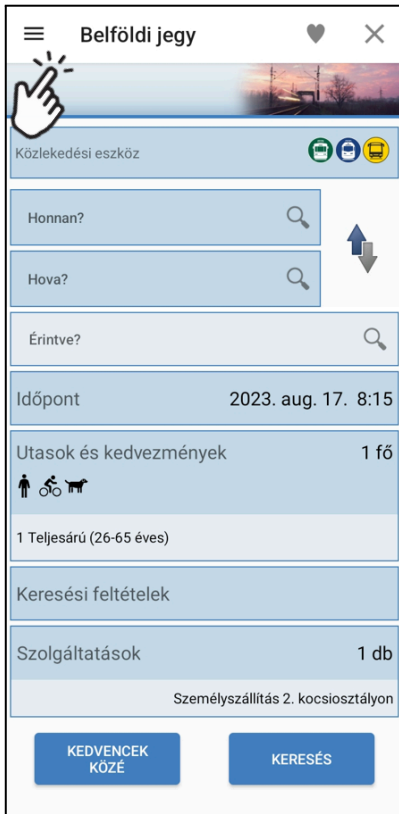 Belföldi jegy
Közlekedési eszköz
Honnan?
Hova?
Érintve?
Időpont 2023. aug. 17. 8:15
Utasok és kedvezmények 1 fő
1 Teljesárú (26-65 éves)
Keresési feltételek
Szolgáltatások 1 db
Személyszállítás 2. kocsiosztályon
KEDVENCEK
KÖZÉ
KERESÉS